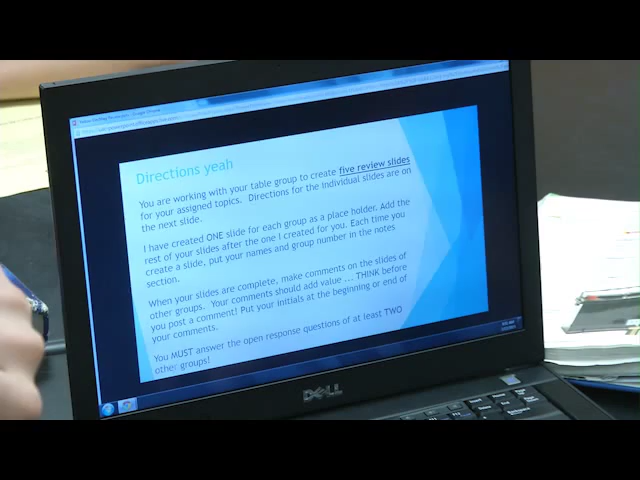 Directions yeah
You are working with your table group to create five review slides
for your assigned topics. Directions for the individual slides are on
the next slide.
I have created ONE slide for each group as a place holder. Add the
rest of your slides after the one I created for you. Each time you
create a slide, put your names and group number in the notes
section.
When your slides are complete, make comments on the slides of
other groups. Your comments should add value ... THINK before
you post a comment! Put your initials at the beginning or end of
your comments.
You MUST answer the open response questions of at least TWO
other groups!
DELL